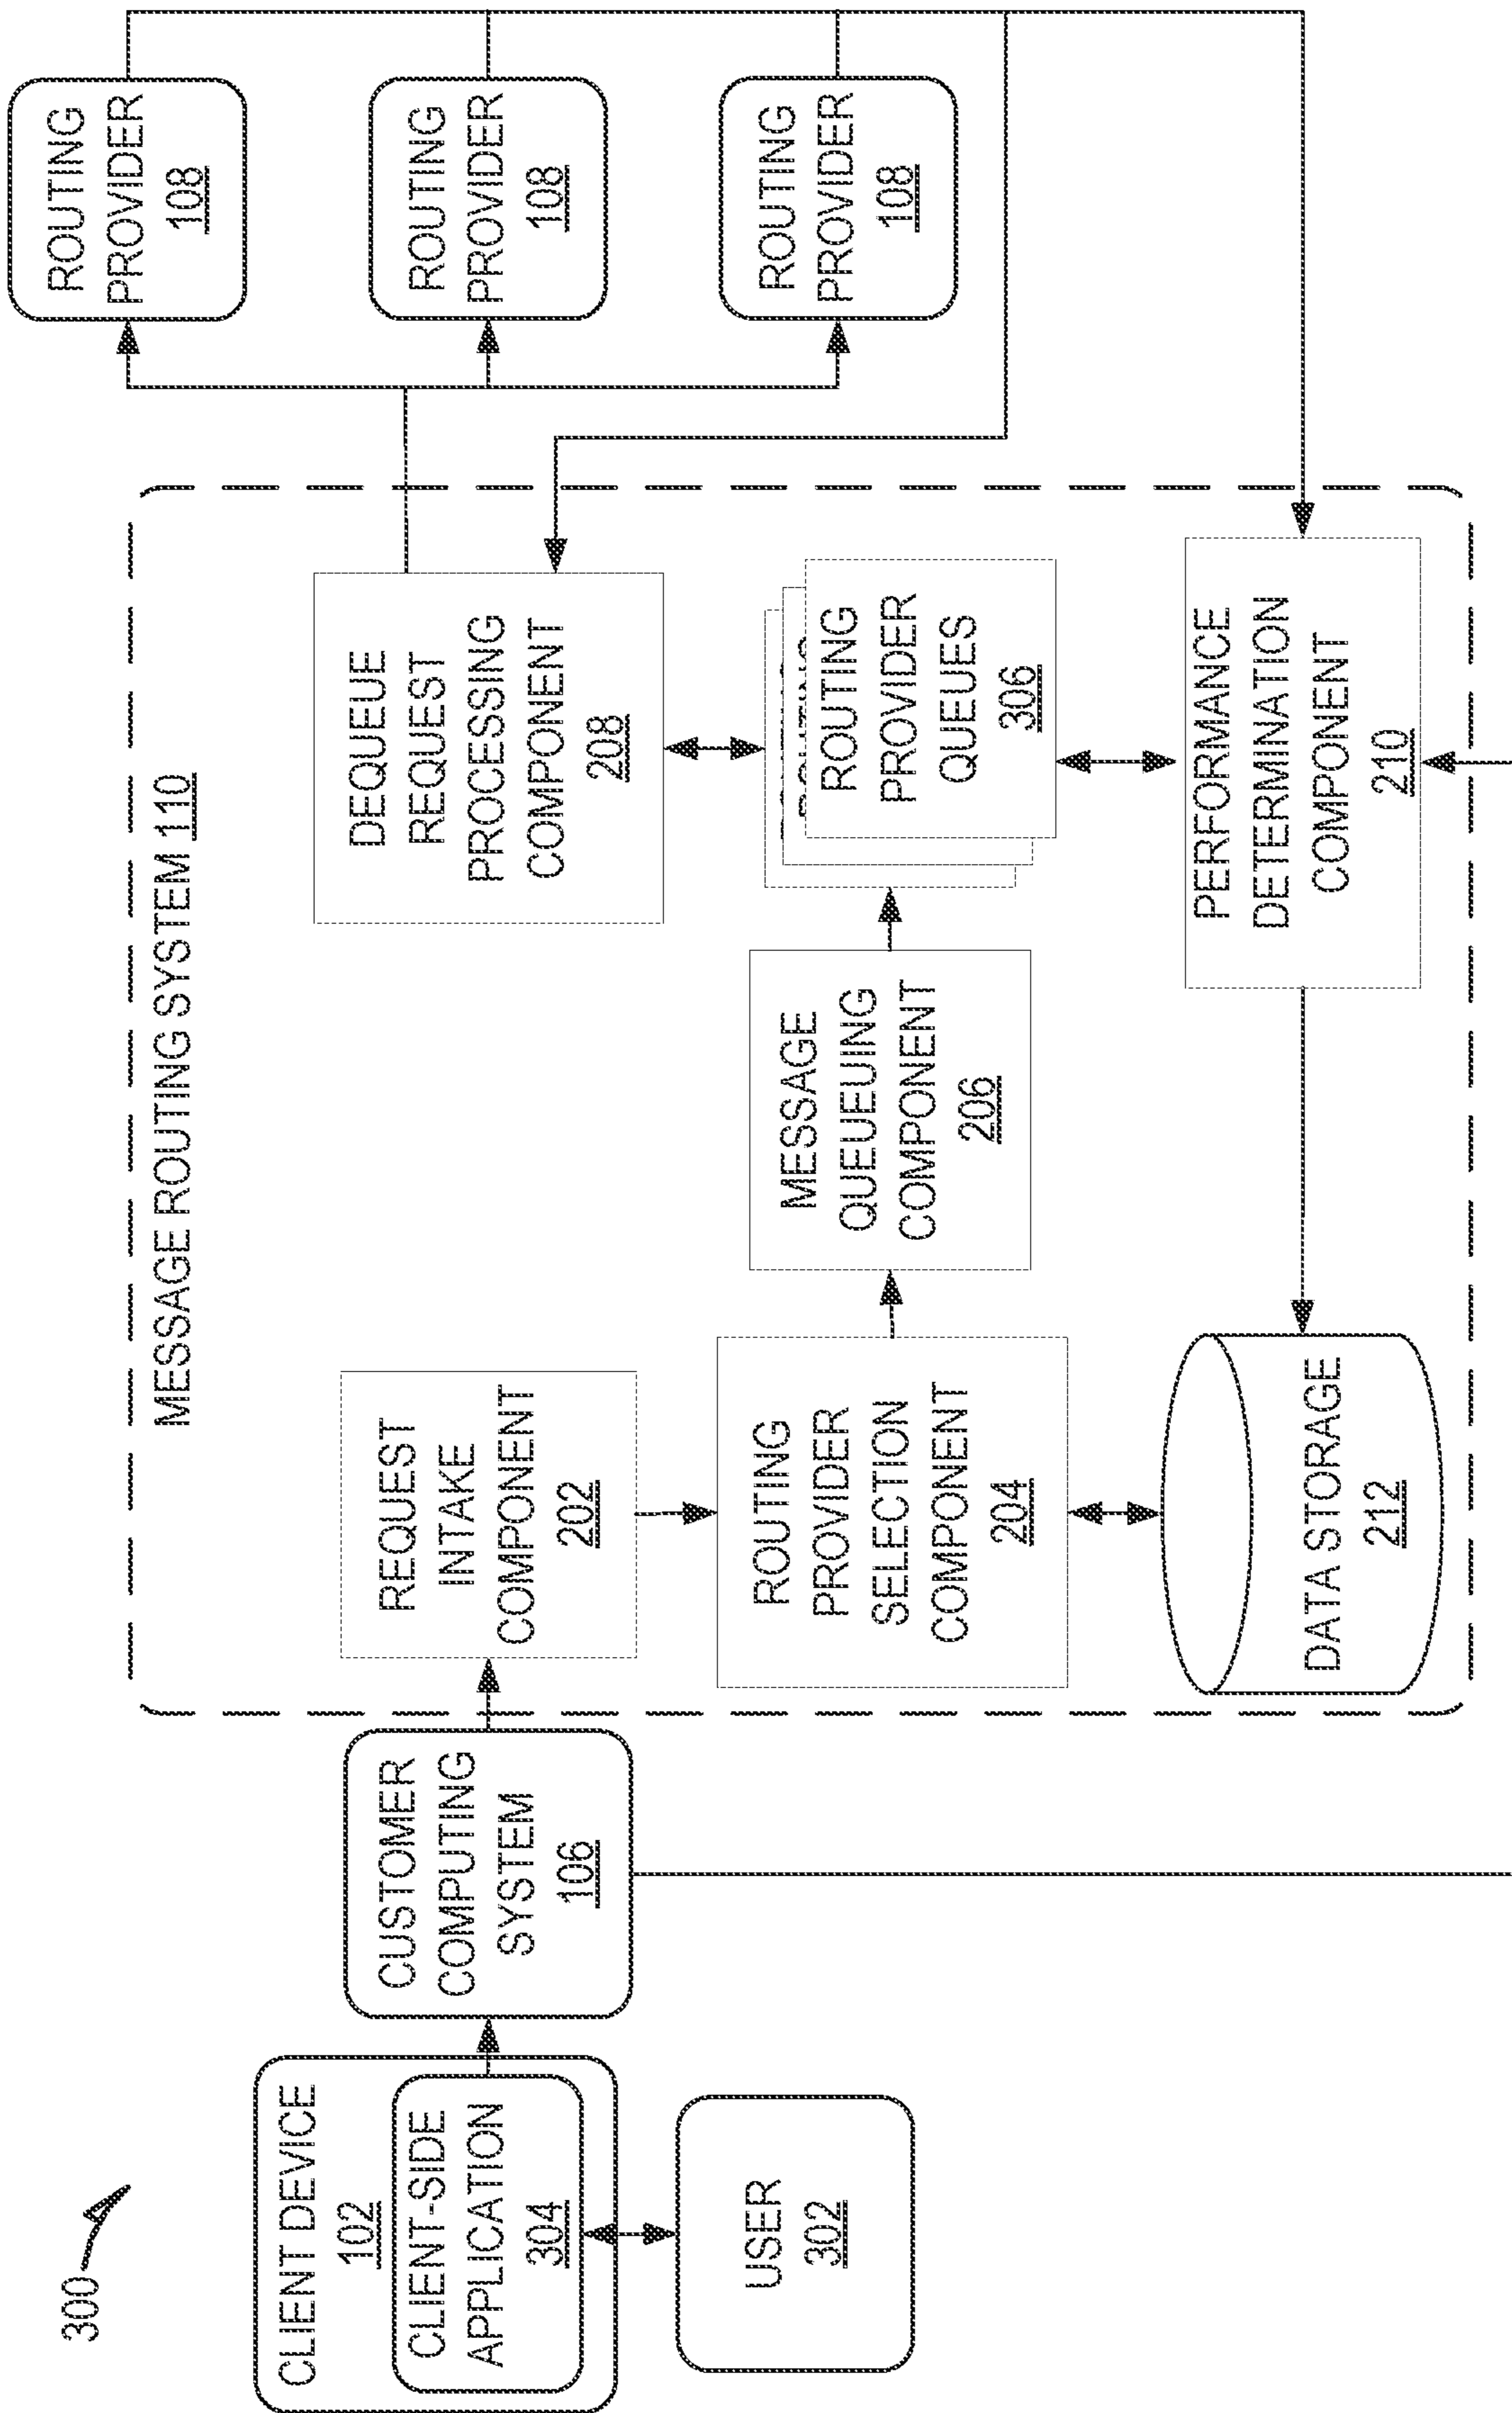 300
CLIENT DEVICE
102
CLIENT-SIDE
APPLICATION
304
USER
302
CUSTOMER
COMPUTING
SYSTEM
106
MESSAGE ROUTING SYSTEM 110
REQUEST
INTAKE
COMPONENT
202
ROUTING
PROVIDER
SELECTION
COMPONENT
204
DATA STORAGE
212
MESSAGE
QUEUEING
COMPONENT
206
DEQUEUE
REQUEST
PROCESSING
COMPONENT
208
ROUTING
PROVIDER
QUEUES
306
PERFORMANCE
DETERMINATION
COMPONENT
210
ROUTING
PROVIDER
108
ROUTING
PROVIDER
108
ROUTING
PROVIDER
108